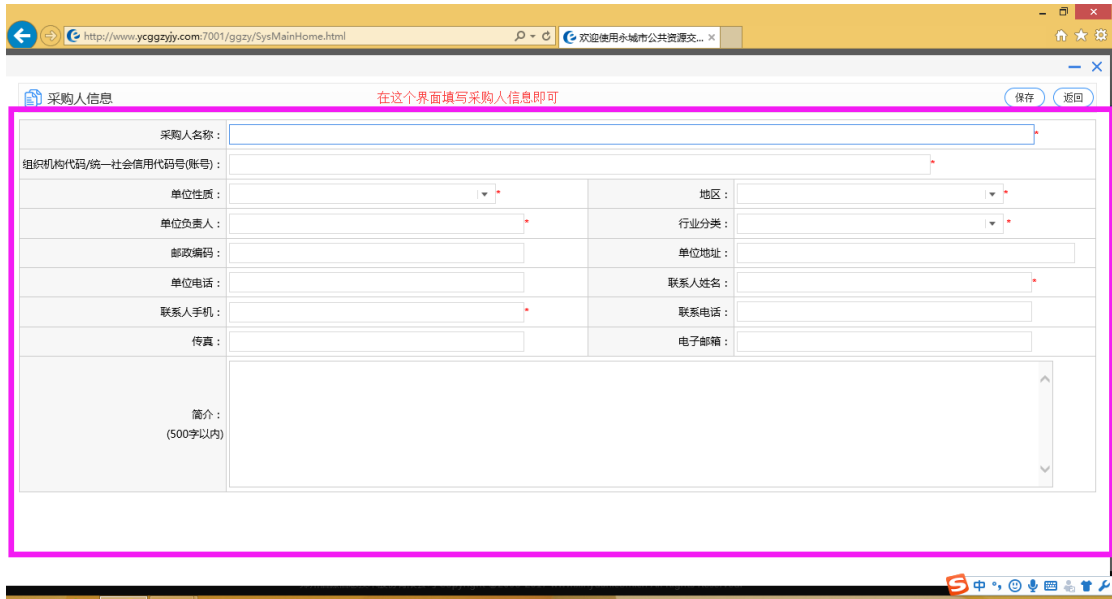 http://www.ycggzyjy.com:7001/ggzy/SysMainHome.html
欢迎使用永城市公共资源交...
采购人信息
在这个界面填写采购人信息即可
保存
返回
采购人名称：
*
组织机构代码/统一社会信用代码号(账号)：
*
单位性质：
*
地区：
*
单位负责人：
*
行业分类：
*
邮政编码：
单位地址：
单位电话：
联系人姓名：
*
联系人手机：
*
联系电话：
传真：
电子邮箱：
简介：
(500字以内)
中